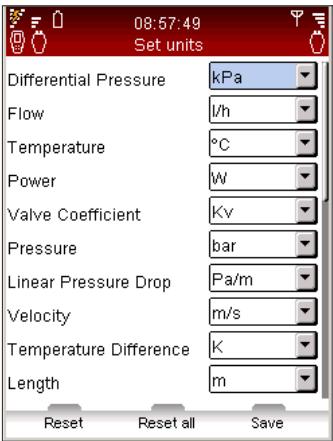 08:57:49
Set units
Differential Pressure kPa
Flow l/h
Temperature °C
Power W
Valve Coefficient Kv
Pressure bar
Linear Pressure Drop Pa/m
Velocity m/s
Temperature Difference K
Length m
Reset Reset all Save